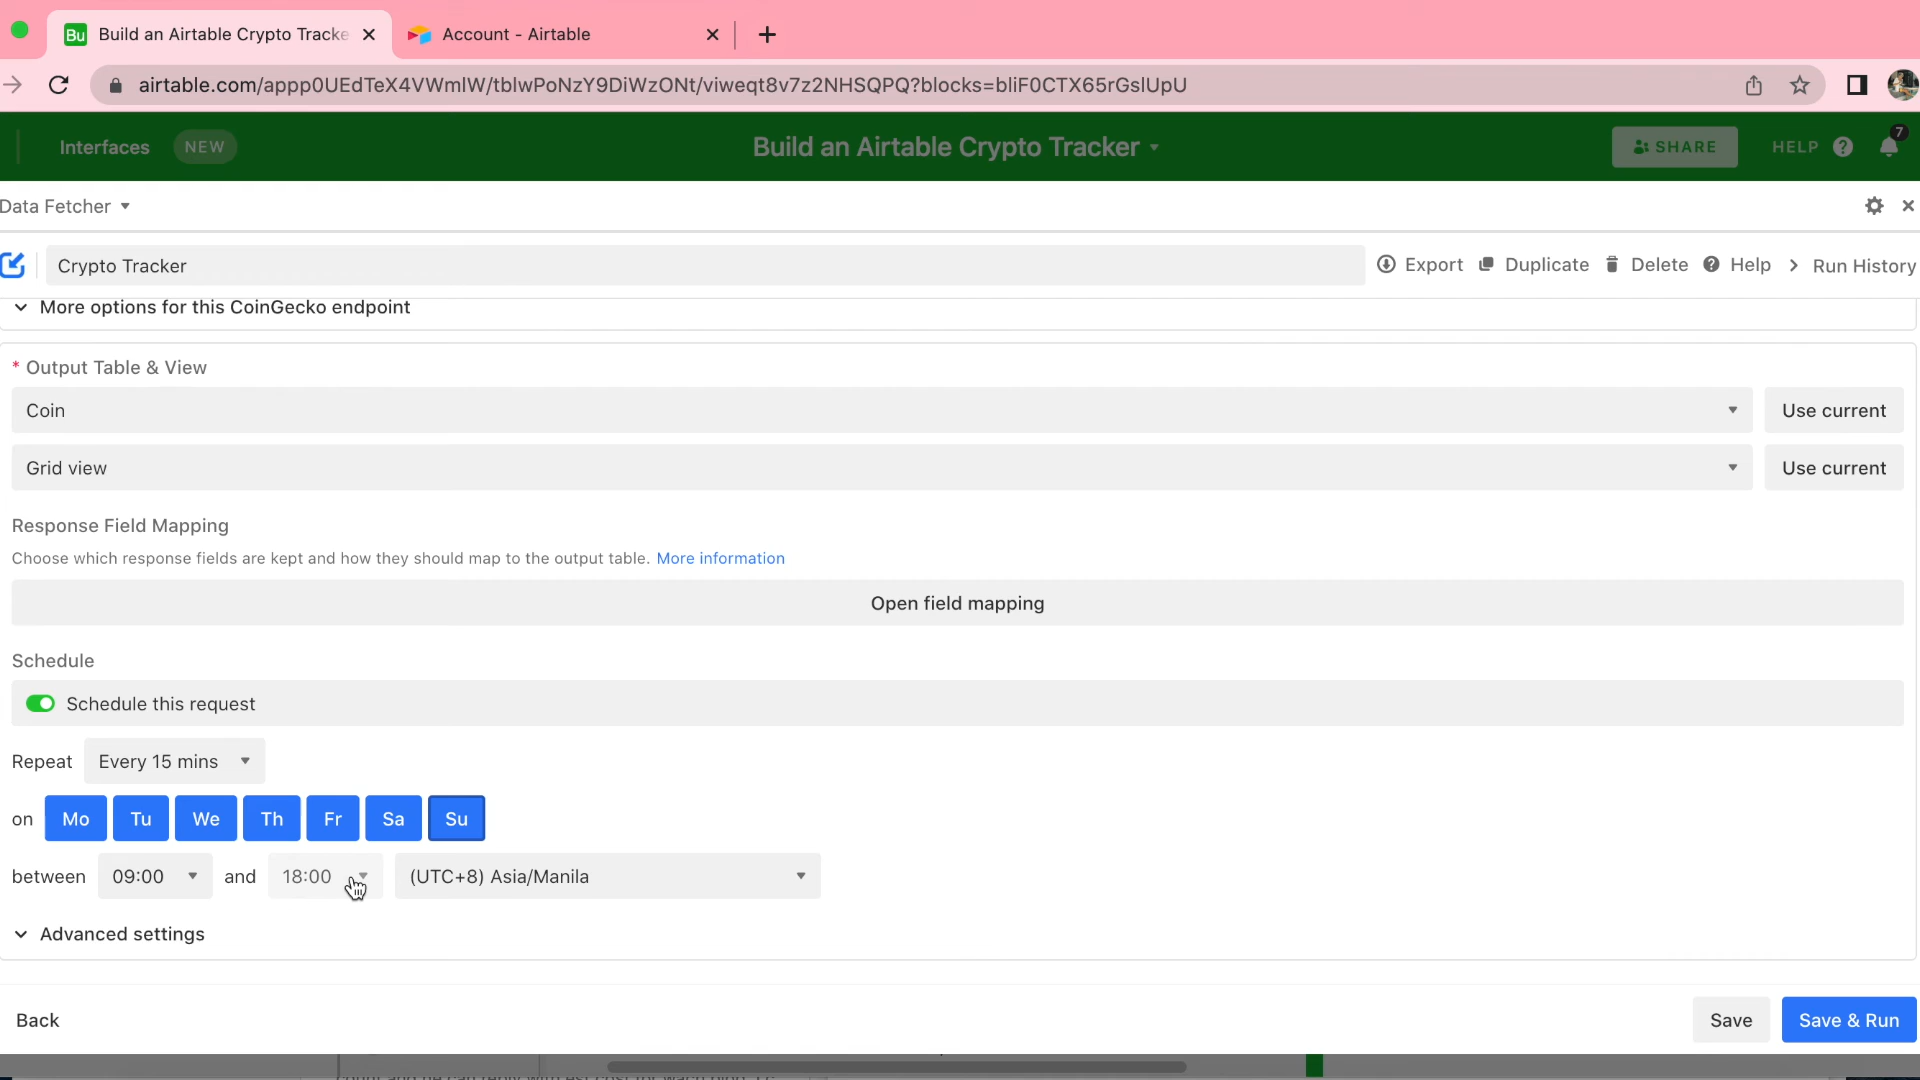 Bu Build an Airtable Crypto Tracke
Account - Airtable
airtable.com/appp0UEdTeX4VWmlW/tblwPoNzY9DiWzONt/viweqt8v7z2NHSQPQ?blocks=bliF0CTX65rGslUpU
Interfaces NEW Build an Airtable Crypto Tracker SHARE HELP ? 7
Data Fetcher
Crypto Tracker Export Duplicate Delete Help Run History
More options for this CoinGecko endpoint
* Output Table & View
Coin Use current
Grid view Use current
Response Field Mapping
Choose which response fields are kept and how they should map to the output table. More information
Open field mapping
Schedule
Schedule this request
Repeat Every 15 mins
on Mo Tu We Th Fr Sa Su
between 09:00 and 18:00 (UTC+8) Asia/Manila
Advanced settings
Back Save Save & Run